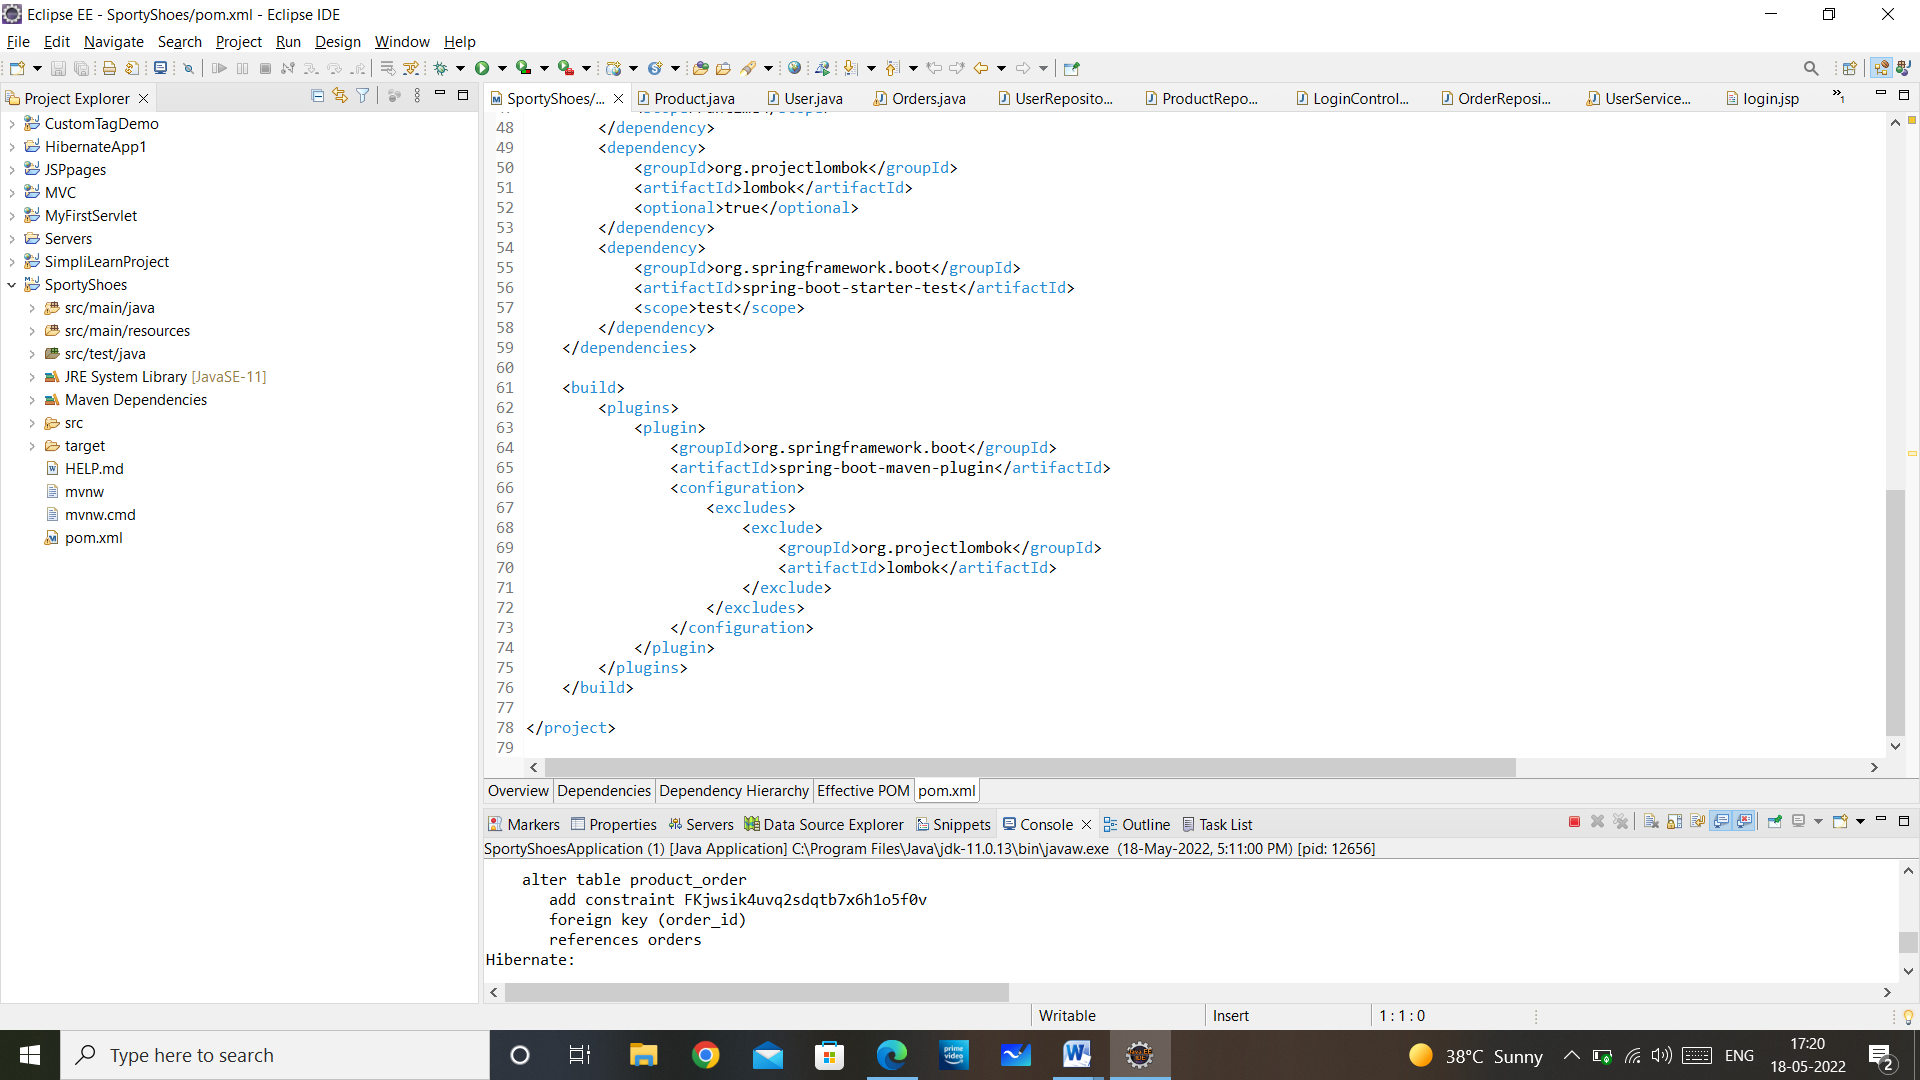 Eclipse EE - SportyShoes/pom.xml - Eclipse IDE
File Edit Navigate Search Project Run Design Window Help
Project Explorer
CustomTagDemo
HibernateApp1
JSPpages
MVC
MyFirstServlet
Servers
SimpliLearnProject
SportyShoes
src/main/java
src/main/resources
src/test/java
JRE System Library [JavaSE-11]
Maven Dependencies
src
target
HELP.md
mvnw
mvnw.cmd
pom.xml
SportyShoes/... Product.java User.java Orders.java UserReposito... ProductRepo... LoginControl... OrderReposi... UserService... login.jsp »1
48 </dependency>
49 <dependency>
50 <groupId>org.projectlombok</groupId>
51 <artifactId>lombok</artifactId>
52 <optional>true</optional>
53 </dependency>
54 <dependency>
55 <groupId>org.springframework.boot</groupId>
56 <artifactId>spring-boot-starter-test</artifactId>
57 <scope>test</scope>
58 </dependency>
59 </dependencies>
60
61 <build>
62 <plugins>
63 <plugin>
64 <groupId>org.springframework.boot</groupId>
65 <artifactId>spring-boot-maven-plugin</artifactId>
66 <configuration>
67 <excludes>
68 <exclude>
69 <groupId>org.projectlombok</groupId>
70 <artifactId>lombok</artifactId>
71 </exclude>
72 </excludes>
73 </configuration>
74 </plugin>
75 </plugins>
76 </build>
77
78 </project>
79
Overview Dependencies Dependency Hierarchy Effective POM pom.xml
Markers Properties Servers Data Source Explorer Snippets Console Outline Task List
SportyShoesApplication (1) [Java Application] C:\Program Files\Java\jdk-11.0.13\bin\javaw.exe (18-May-2022, 5:11:00 PM) [pid: 12656]
alter table product_order
add constraint FKjwsik4uvq2sdqtb7x6h1o5f0v
foreign key (order_id)
references orders
Hibernate:
Writable Insert 1 : 1 : 0
Type here to search
prime video
38°C Sunny
ENG
17:20
18-05-2022
2